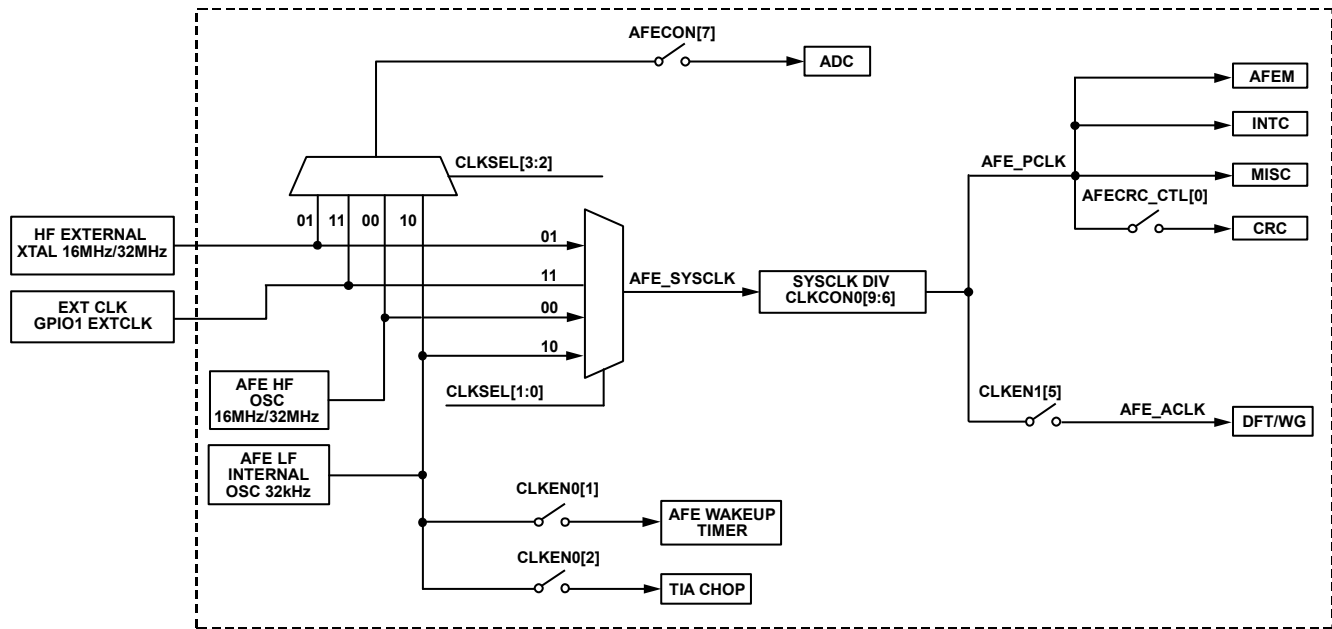 AFECON[7]
ADC
AFEM
INTC
AFE_PCLK
MISC
AFECRC_CTL[0]
CRC
CLKSEL[3:2]
01 11 00 10
HF EXTERNAL
XTAL 16MHz/32MHz
01
11
00
10
AFE_SYSCLK
SYSCLK DIV
CLKCON0[9:6]
EXT CLK
GPIO1 EXTCLK
AFE HF
OSC
16MHz/32MHz
CLKSEL[1:0]
CLKEN1[5]
AFE_ACLK
DFT/WG
AFE LF
INTERNAL
OSC 32kHz
CLKEN0[1]
AFE WAKEUP
TIMER
CLKEN0[2]
TIA CHOP